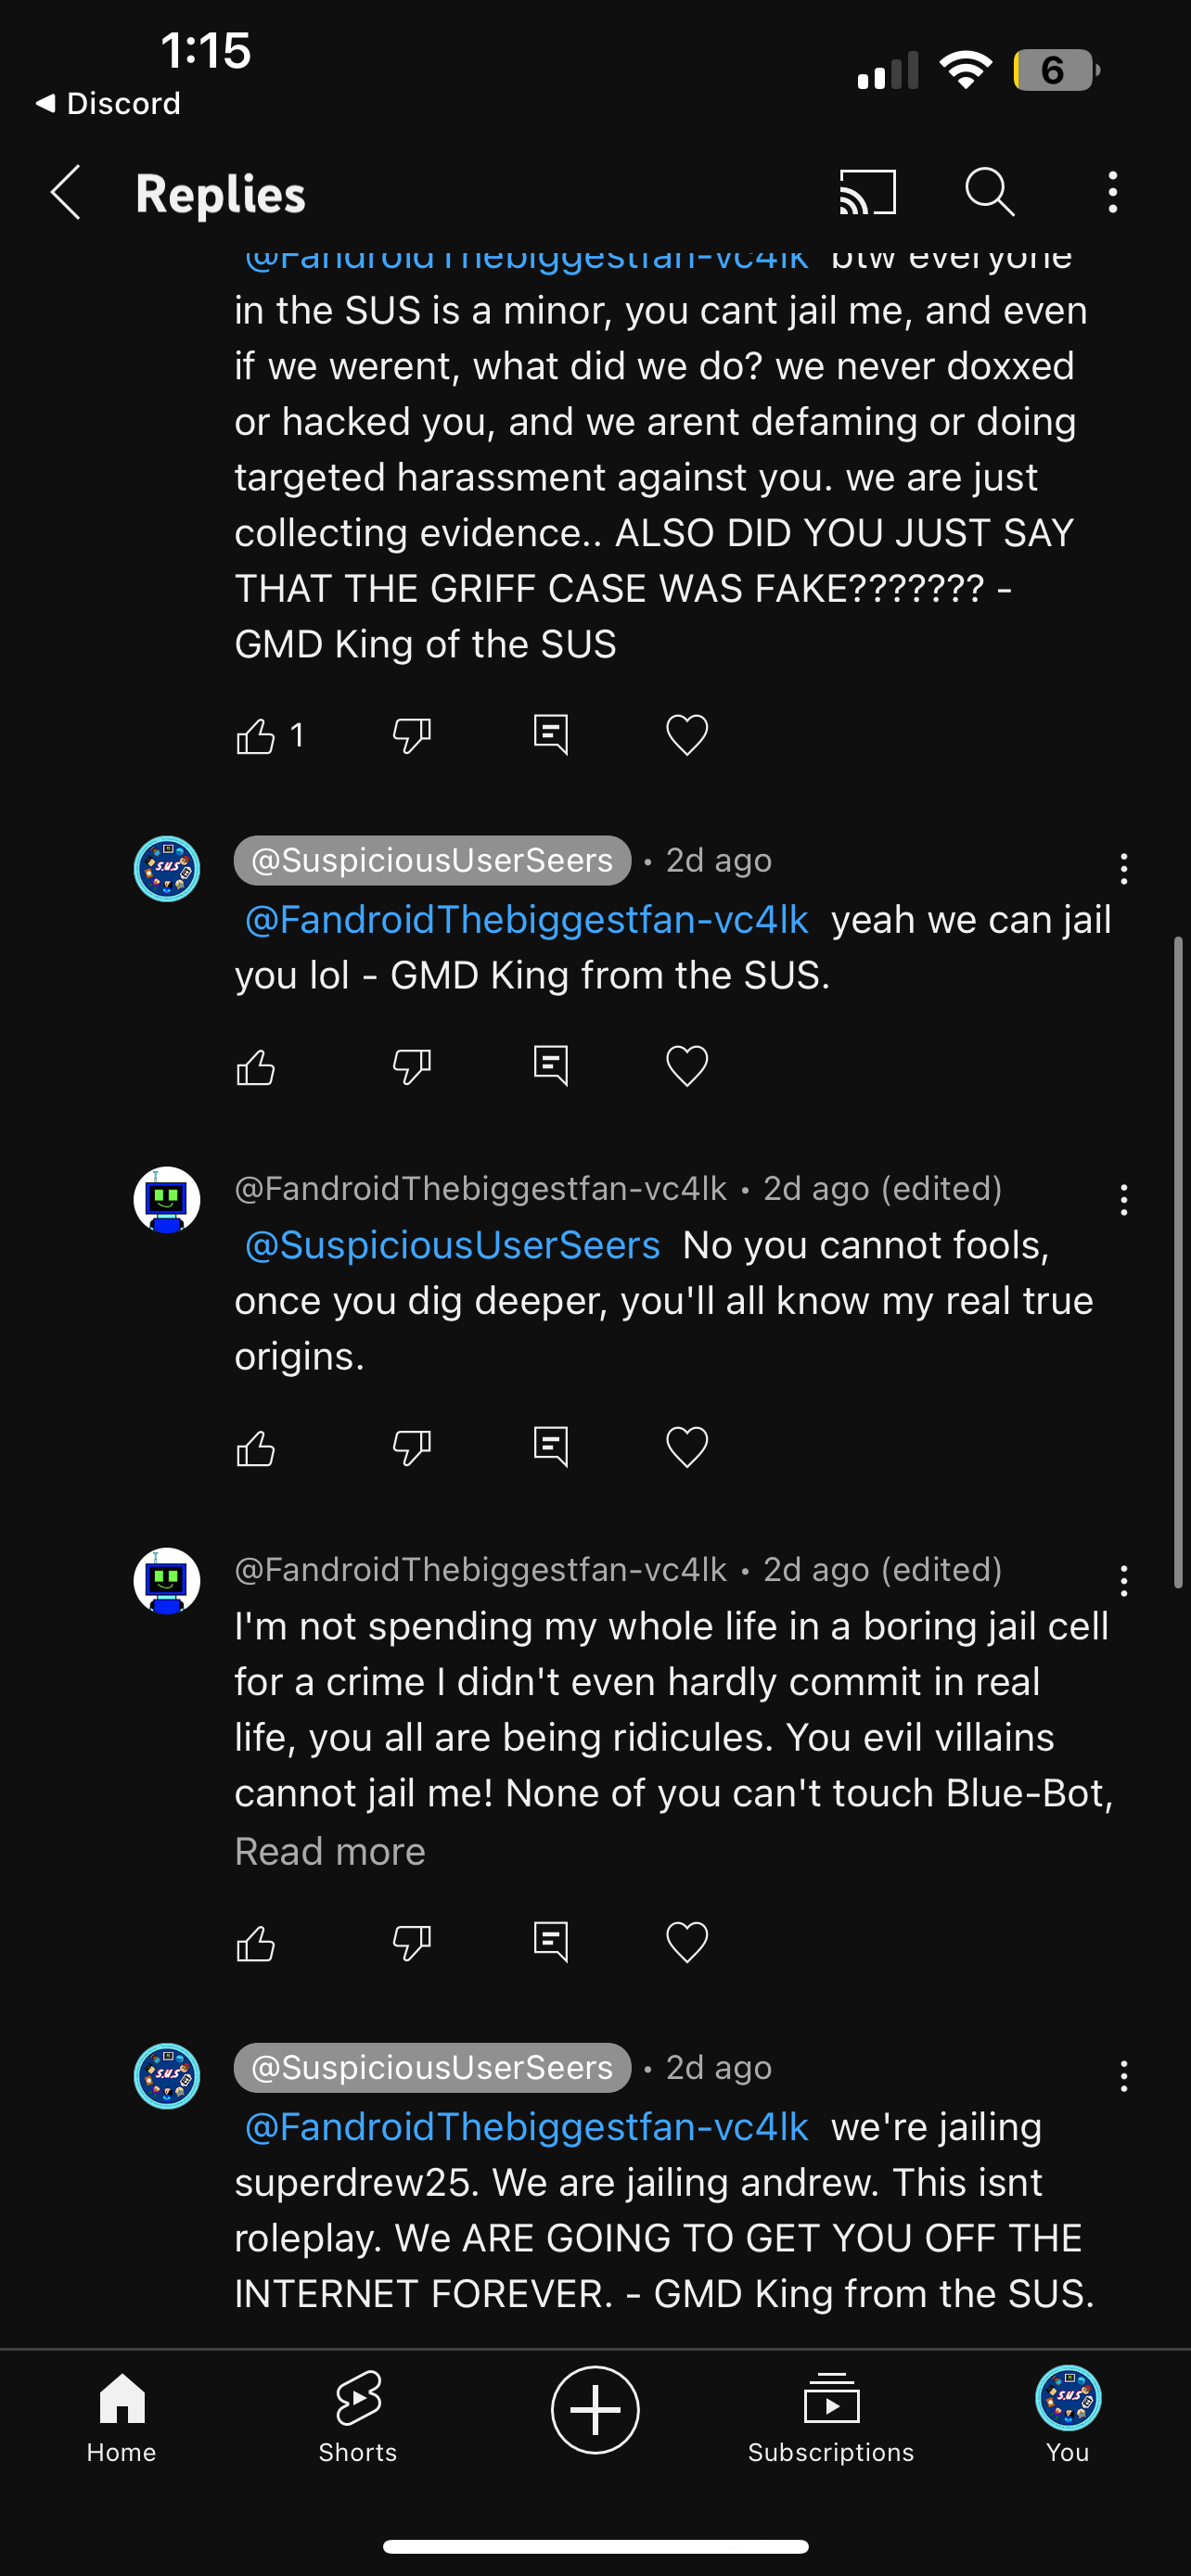 1:15
6
Discord
Replies
@FandroidThebiggestfan-vc4lk btw everyone
in the SUS is a minor, you cant jail me, and even
if we werent, what did we do? we never doxxed
or hacked you, and we arent defaming or doing
targeted harassment against you. we are just
collecting evidence.. ALSO DID YOU JUST SAY
THAT THE GRIFF CASE WAS FAKE??????? -
GMD King of the SUS
1
@SuspiciousUserSeers • 2d ago
@FandroidThebiggestfan-vc4lk yeah we can jail
you lol - GMD King from the SUS.
@FandroidThebiggestfan-vc4lk • 2d ago (edited)
@SuspiciousUserSeers No you cannot fools,
once you dig deeper, you'll all know my real true
origins.
@FandroidThebiggestfan-vc4lk • 2d ago (edited)
I'm not spending my whole life in a boring jail cell
for a crime I didn't even hardly commit in real
life, you all are being ridicules. You evil villains
cannot jail me! None of you can't touch Blue-Bot,
Read more
@SuspiciousUserSeers • 2d ago
@FandroidThebiggestfan-vc4lk we're jailing
superdrew25. We are jailing andrew. This isnt
roleplay. We ARE GOING TO GET YOU OFF THE
INTERNET FOREVER. - GMD King from the SUS.
Home
Shorts
Subscriptions
You